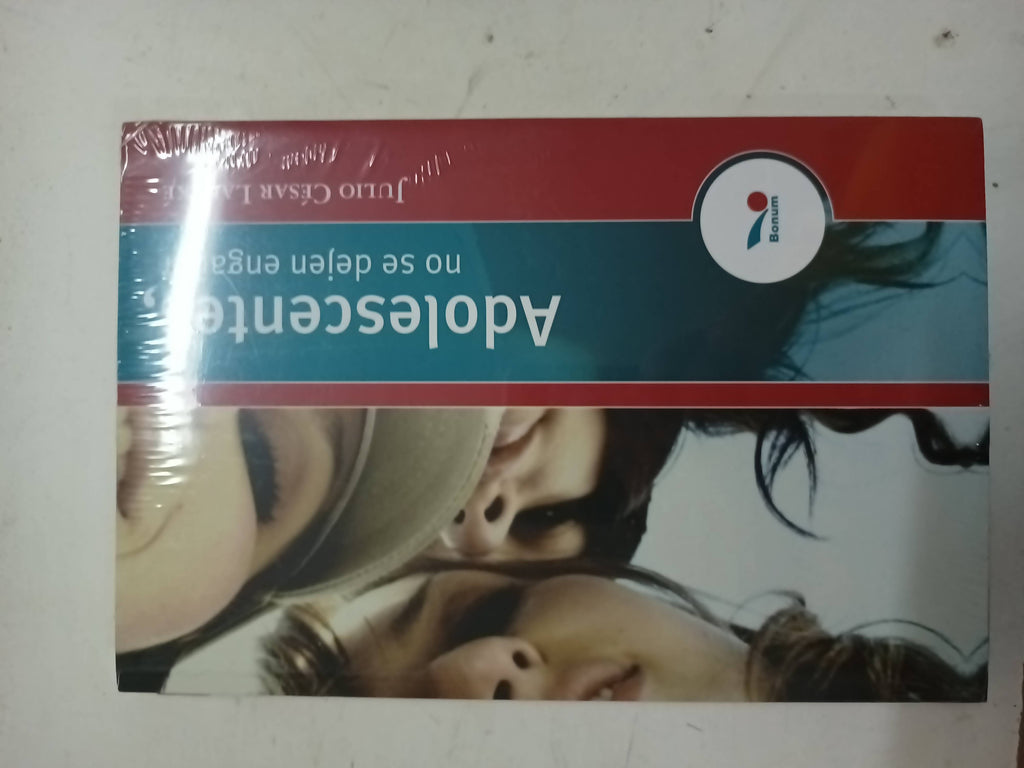 Adolescentes,
no se dejen
JULIO CÉSAR
Bonum